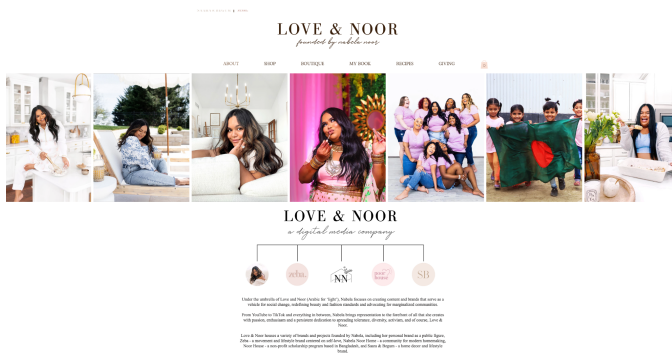 LOVE & NOOR
founded by nabela noor
ABOUT
SHOP
BOUTIQUE
MY BOOK
RECIPES
GIVING
LOVE & NOOR
a digital media company
zeba.
NN
noor
house
SB
Under the umbrella of Love and Noor (Arabic for "light"), Nabela focuses on creating content and brands that serve as a
vehicle for social change, redefining beauty and fashion standards and advocating for marginalized communities.
From YouTube to TikTok and everything in between, Nabela brings representation to the forefront of all that she creates
with passion, enthusiasm and a persistent dedication to spreading tolerance, diversity, activism, and of course, Love &
Noor.
Love & Noor houses a variety of brands and projects founded by Nabela, including her personal brand as a public figure,
Zeba - a movement and lifestyle brand centered on self-love, Nabela Noor Home - a community for modern homemaking,
Noor House - a non-profit scholarship program based in Bangladesh, and Saam & Begum - a home decor and lifestyle
brand.